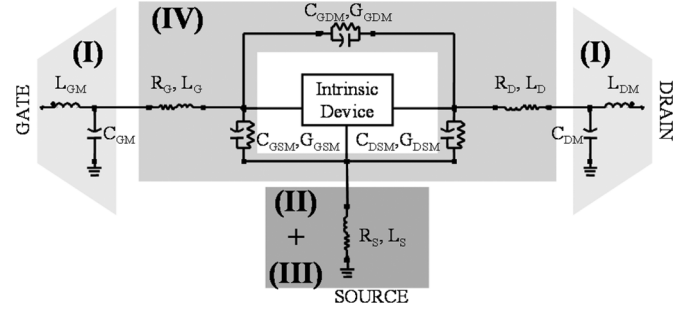 C_GDM, G_GDM
(IV)
(I)
(I)
L_GM
R_G, L_G
Intrinsic
Device
R_D, L_D
L_DM
GATE
DRAIN
C_GM
C_GSM, G_GSM
C_DSM, G_DSM
C_DM
(II)
+
(III)
R_S, L_S
SOURCE